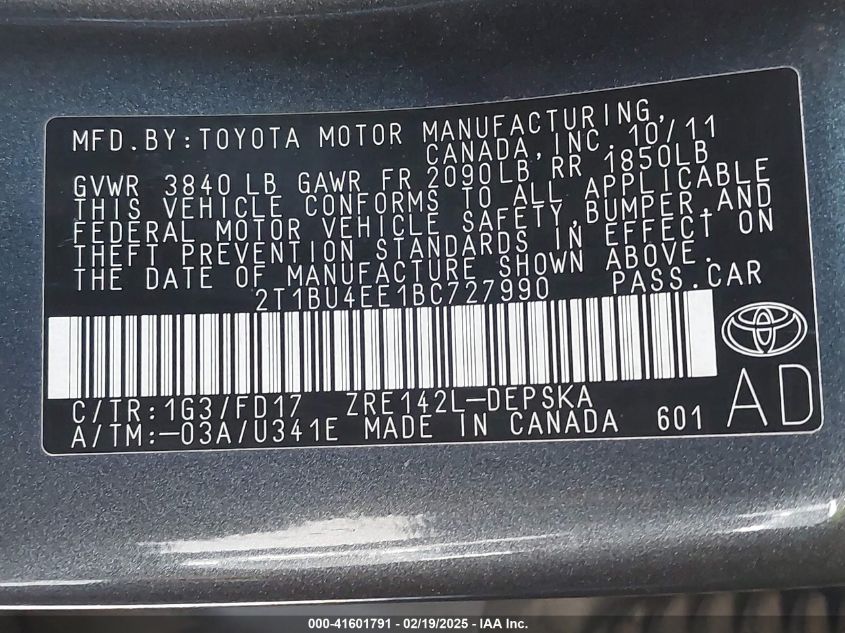 MFD.BY:TOYOTA MOTOR MANUFACTURING,
CANADA,INC. 10/11
GVWR 3840LB GAWR FR 2090LB RR 1850LB
THIS VEHICLE CONFORMS TO ALL APPLICABLE
FEDERAL MOTOR VEHICLE SAFETY,BUMPER AND
THEFT PREVENTION STANDARDS IN EFFECT ON
THE DATE OF MANUFACTURE SHOWN ABOVE.
2T1BU4EE1BC727990 PASS.CAR
C/TR:1G3/FD17 ZRE142L-DEPSKA
A/TM:-03A/U341E MADE IN CANADA 601
AD
000-41601791 / 02/19/2025 - IAA Inc.